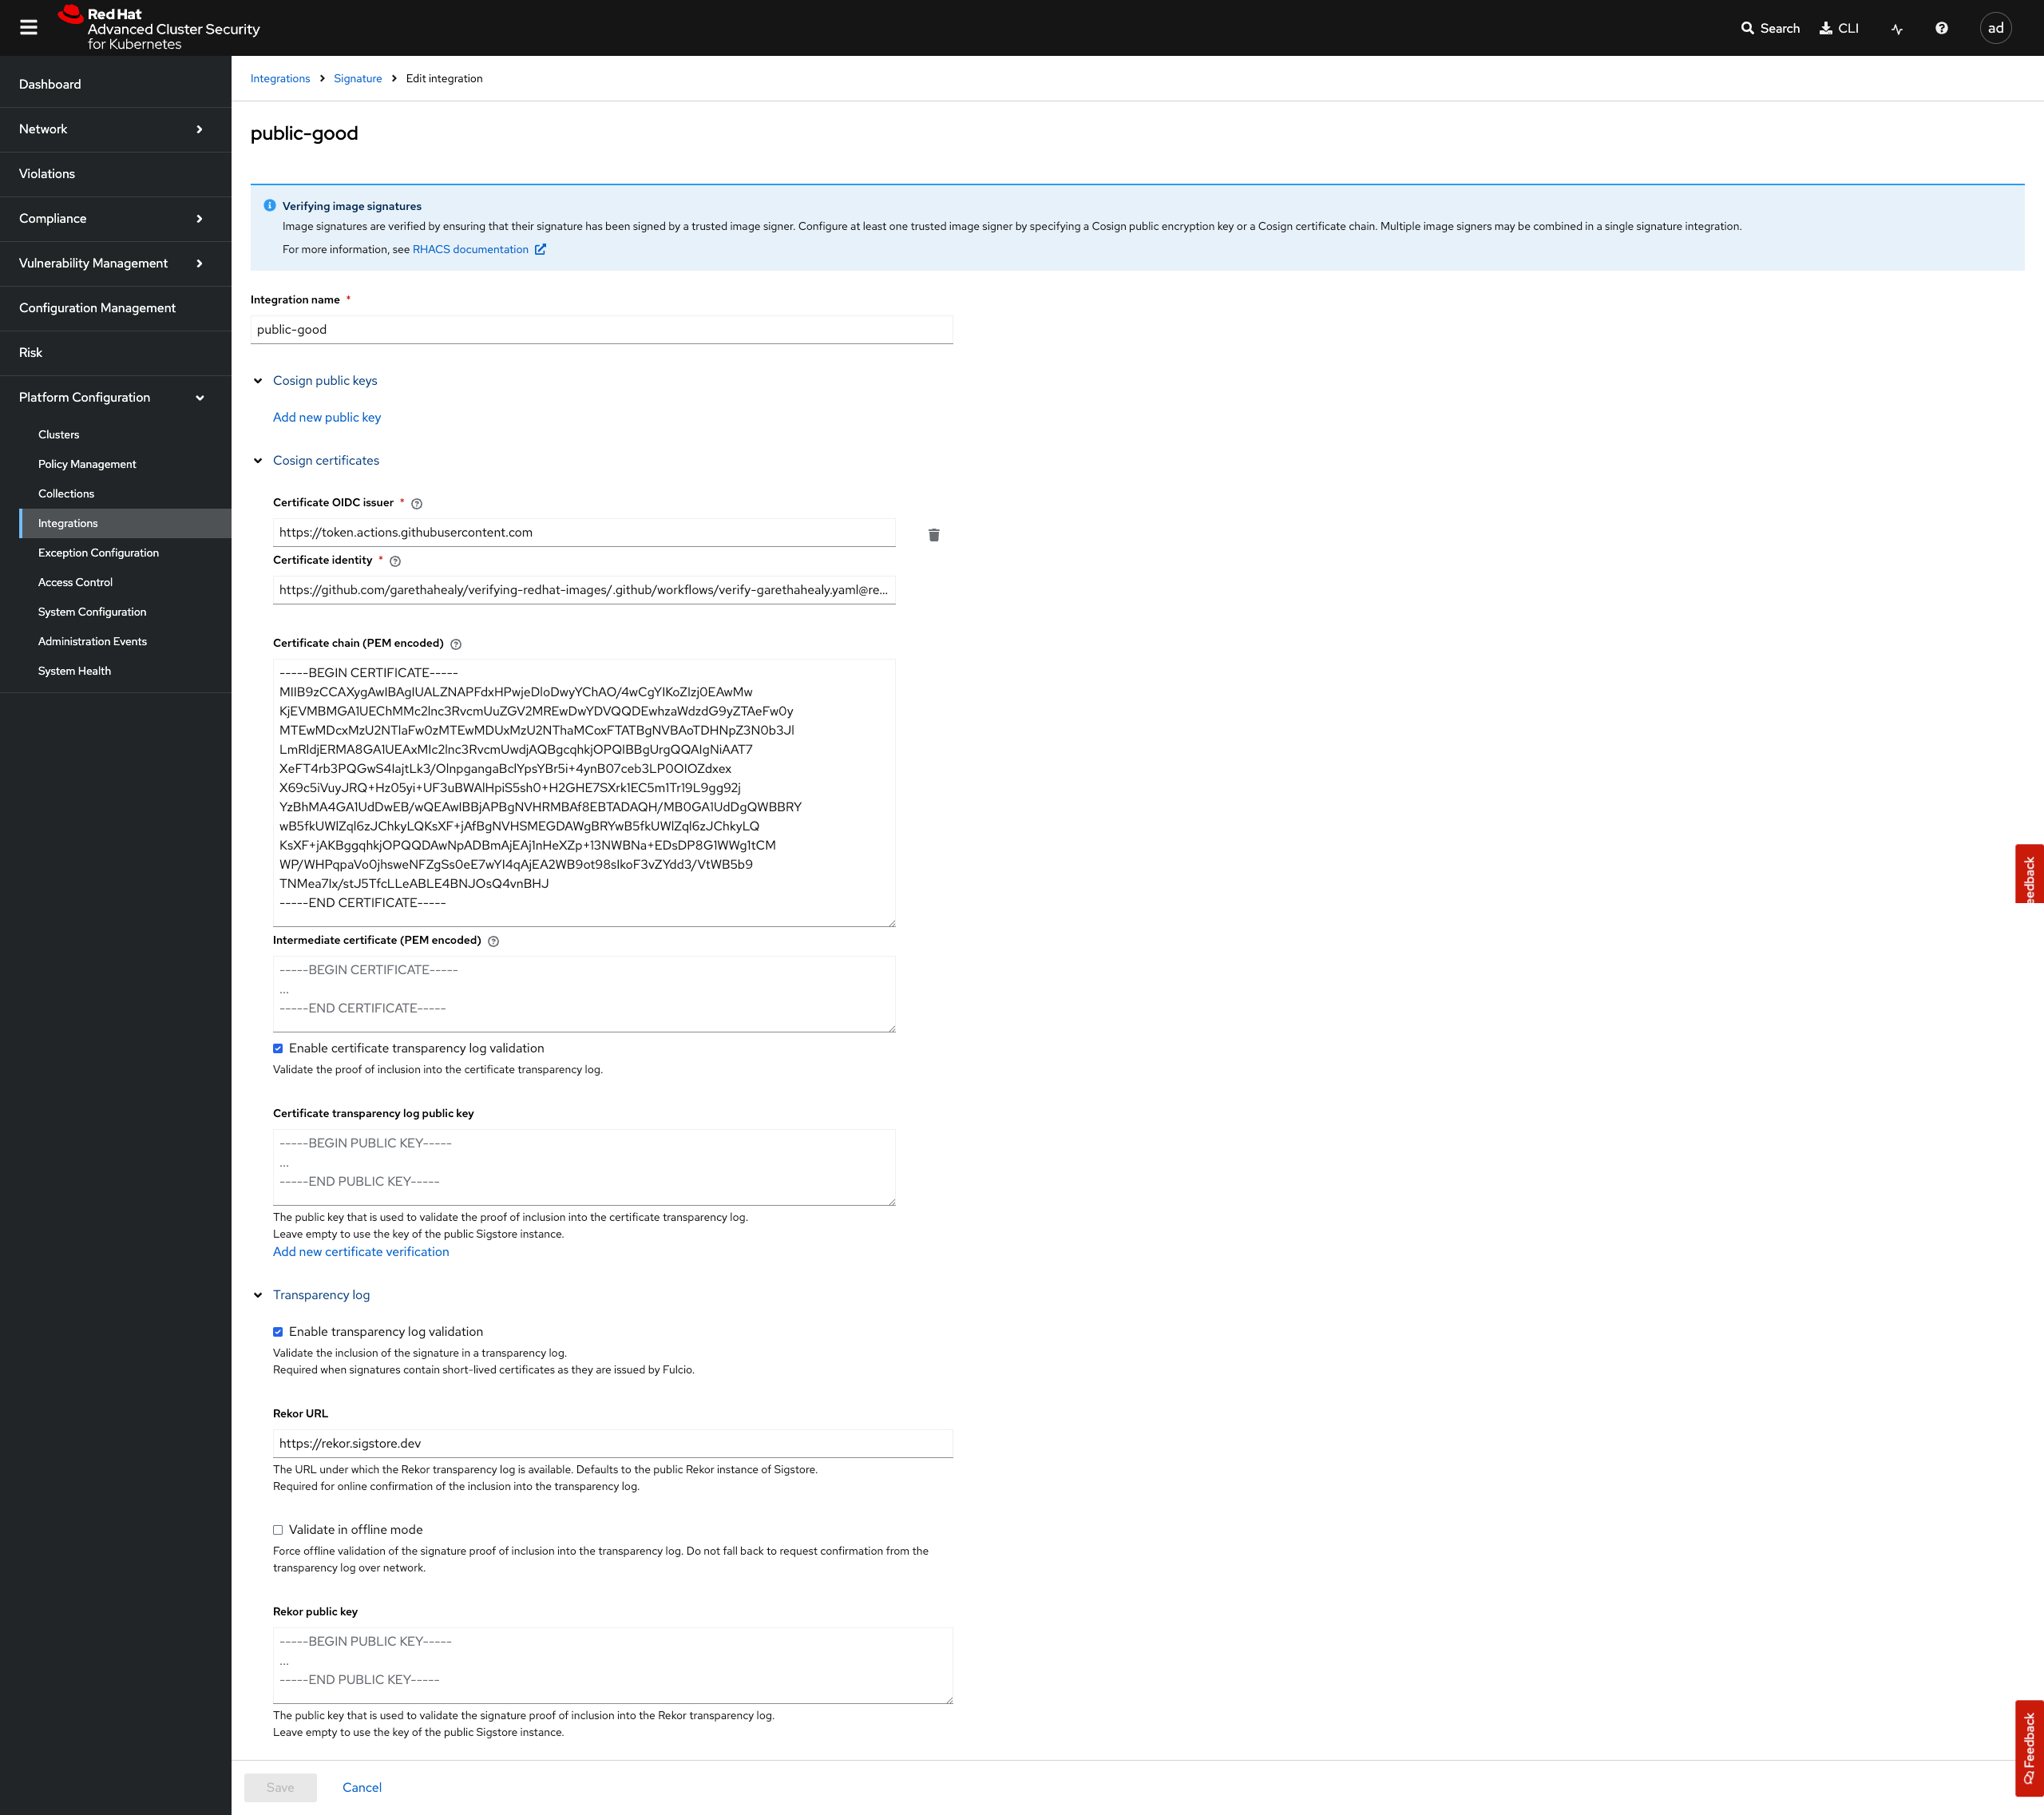 Red Hat
Advanced Cluster Security
for Kubernetes
Search
CLI
ad
Dashboard
Network
Violations
Compliance
Vulnerability Management
Configuration Management
Risk
Platform Configuration
Clusters
Policy Management
Collections
Integrations
Exception Configuration
Access Control
System Configuration
Administration Events
System Health
Integrations > Signature > Edit integration
public-good
Verifying image signatures
Image signatures are verified by ensuring that their signature has been signed by a trusted image signer. Configure at least one trusted image signer by specifying a Cosign public encryption key or a Cosign certificate chain. Multiple image signers may be combined in a single signature integration.
For more information, see RHACS documentation
Integration name *
public-good
Cosign public keys
Add new public key
Cosign certificates
Certificate OIDC issuer *
https://token.actions.githubusercontent.com
Certificate identity *
https://github.com/garethahealy/verifying-redhat-images/.github/workflows/verify-garethahealy.yaml@re...
Certificate chain (PEM encoded)
-----BEGIN CERTIFICATE-----
MIIB9zCCAXygAwIBAgIUALZNAPFdxHPwjeDloDwyYChAO/4wCgYIKoZIzj0EAwMw
KjEVMBMGA1UEChMMc2lnc3RvcmUuZGV2MREwDwYDVQQDEwhzaWdzdG9yZTAeFw0y
MTEwMDcxMzU2NTlaFw0zMTEwMDUxMzU2NThaMCoxFTATBgNVBAoTDHNpZ3N0b3Jl
LmRldjERMA8GA1UEAxMIc2lnc3RvcmUwdjAQBgcqhkjOPQIBBgUrgQQAIgNiAAT7
XeFT4rb3PQGwS4IajtLk3/OlnpgangaBclYpsYBr5i+4ynB07ceb3LP0OIOZdxex
X69c5iVuyJRQ+Hz05yi+UF3uBWAlHpiS5sh0+H2GHE7SXrk1EC5m1Tr19L9gg92j
YzBhMA4GA1UdDwEB/wQEAwIBBjAPBgNVHRMBAf8EBTADAQH/MB0GA1UdDgQWBBRY
wB5fkUWlZql6zJChkyLQKsXF+jAfBgNVHSMEGDAWgBRYwB5fkUWlZql6zJChkyLQ
KsXF+jAKBggqhkjOPQQDAwNpADBmAjEAj1nHeXZp+13NWBNa+EDsDP8G1WWg1tCM
WP/WHPqpaVo0jhsweNFZgSs0eE7wYI4qAjEA2WB9ot98sIkoF3vZYdd3/VtWB5b9
TNMea7Ix/stJ5TfcLLeABLE4BNJOsQ4vnBHJ
-----END CERTIFICATE-----
Intermediate certificate (PEM encoded)
-----BEGIN CERTIFICATE-----
...
-----END CERTIFICATE-----
Enable certificate transparency log validation
Validate the proof of inclusion into the certificate transparency log.
Certificate transparency log public key
-----BEGIN PUBLIC KEY-----
...
-----END PUBLIC KEY-----
The public key that is used to validate the proof of inclusion into the certificate transparency log.
Leave empty to use the key of the public Sigstore instance.
Add new certificate verification
Transparency log
Enable transparency log validation
Validate the inclusion of the signature in a transparency log.
Required when signatures contain short-lived certificates as they are issued by Fulcio.
Rekor URL
https://rekor.sigstore.dev
The URL under which the Rekor transparency log is available. Defaults to the public Rekor instance of Sigstore.
Required for online confirmation of the inclusion into the transparency log.
Validate in offline mode
Force offline validation of the signature proof of inclusion into the transparency log. Do not fall back to request confirmation from the
transparency log over network.
Rekor public key
-----BEGIN PUBLIC KEY-----
...
-----END PUBLIC KEY-----
The public key that is used to validate the signature proof of inclusion into the Rekor transparency log.
Leave empty to use the key of the public Sigstore instance.
Save
Cancel
eedback
Feedback